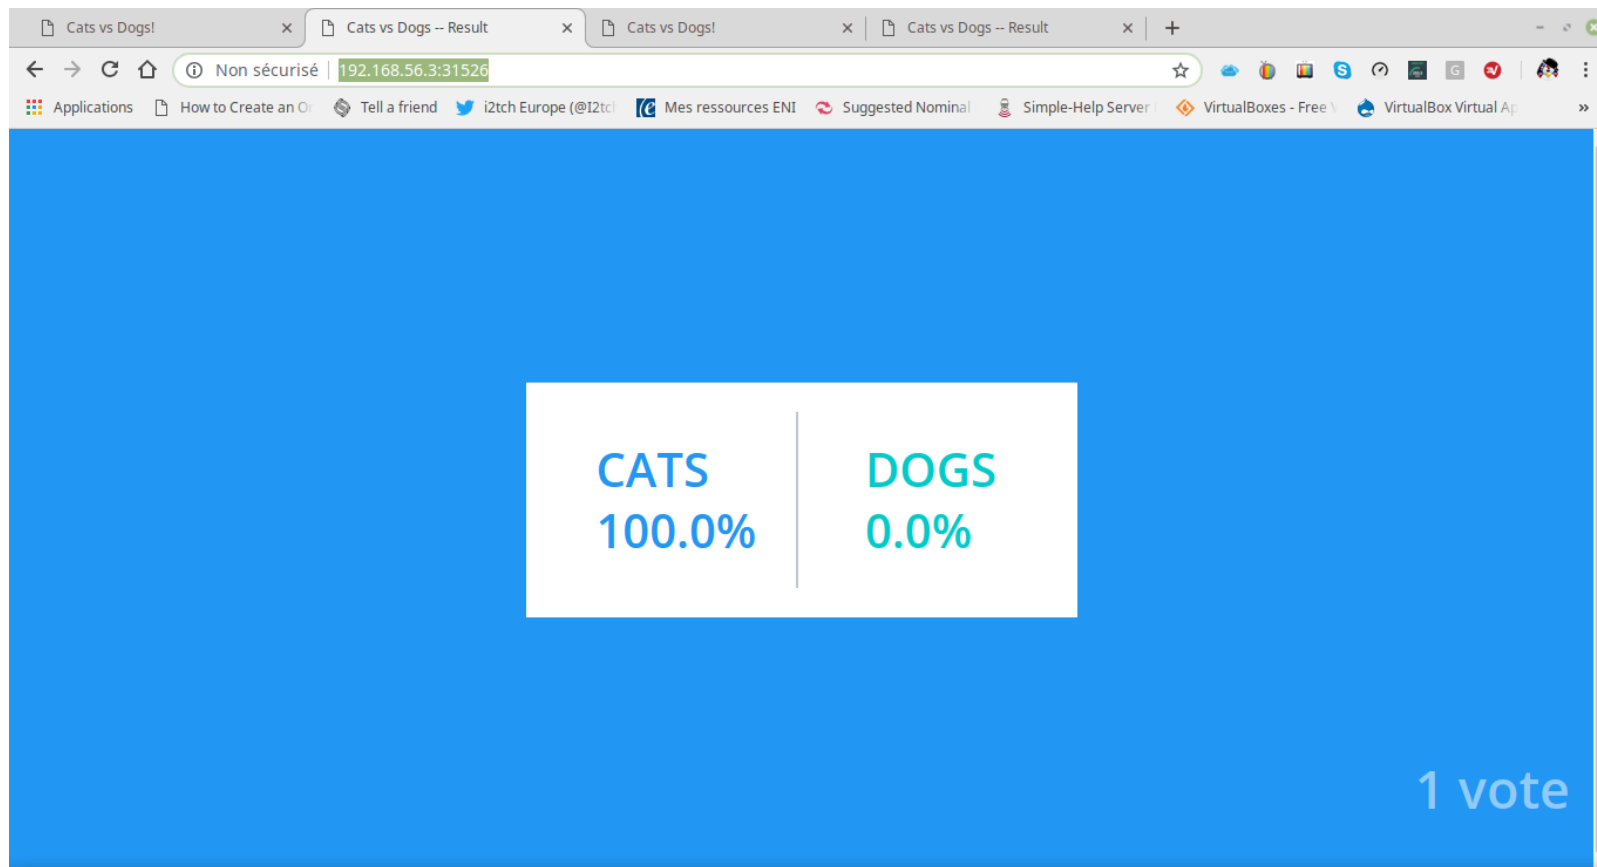 Cats vs Dogs! Cats vs Dogs -- Result Cats vs Dogs! Cats vs Dogs -- Result
Non sécurisé 192.168.56.3:31526
Applications How to Create an Tell a friend i2tch Europe (@I2tc Mes ressources ENI Suggested Nominal Simple-Help Server VirtualBoxes - Free VirtualBox Virtual
CATS DOGS
100.0% 0.0%
1 vote